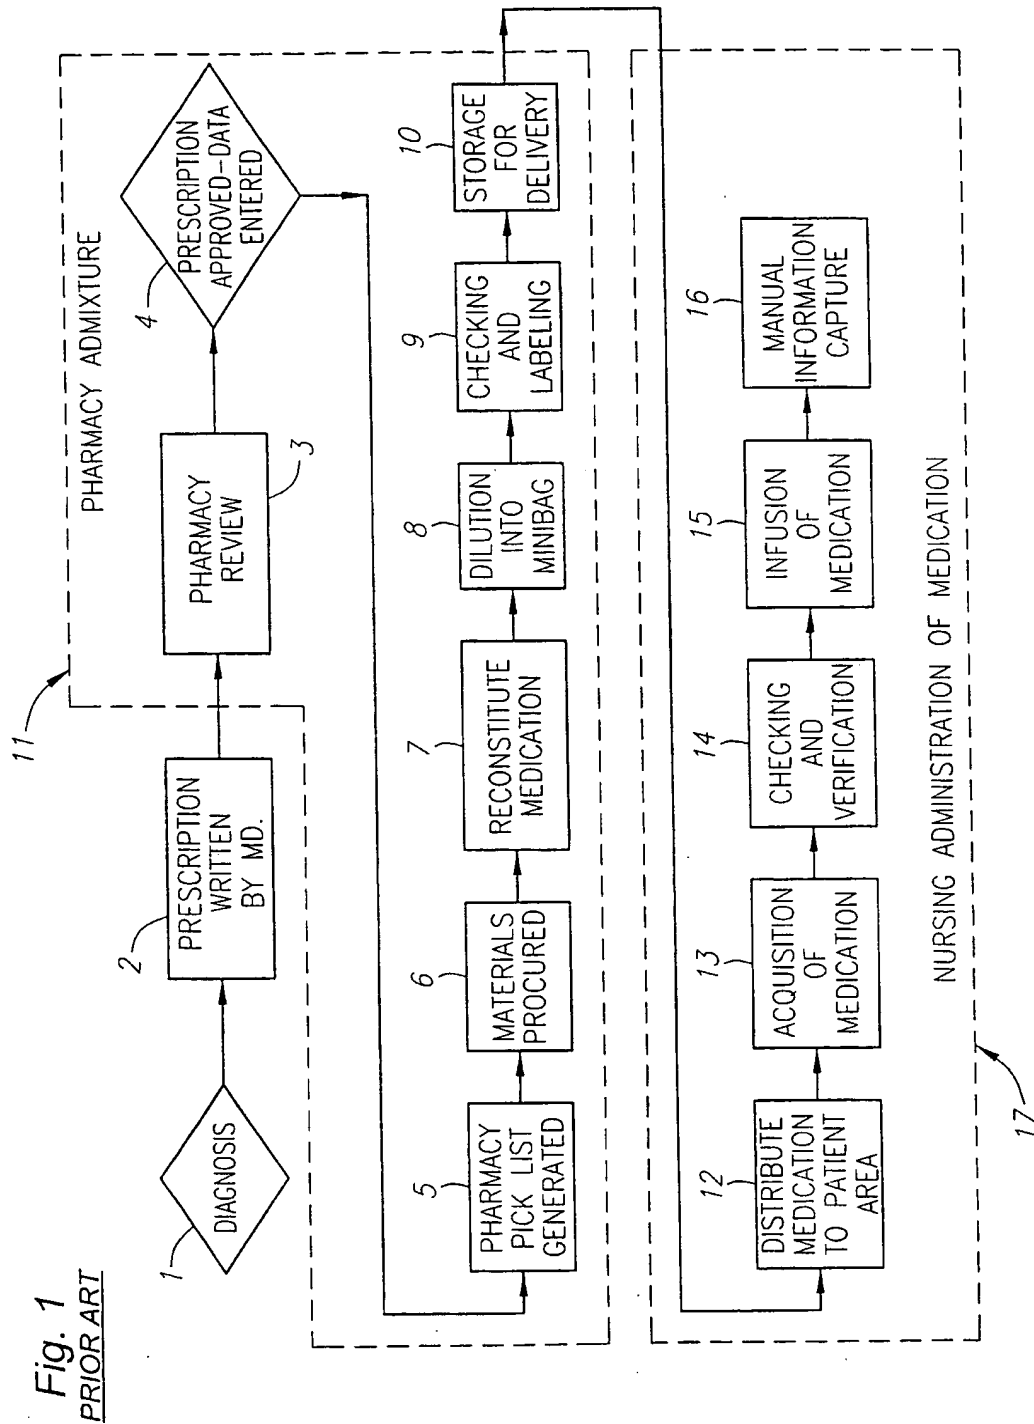 Fig. 1
PRIOR ART
1
DIAGNOSIS
2
PRESCRIPTION
WRITTEN
BY MD.
11
PHARMACY ADMIXTURE
PHARMACY
REVIEW
3
4
PRESCRIPTION
APPROVED-DATA
ENTERED
5
PHARMACY
PICK LIST
GENERATED
6
MATERIALS
PROCURED
7
RECONSTITUTE
MEDICATION
8
DILUTION
INTO
MINIBAG
9
CHECKING
AND
LABELING
10
STORAGE
FOR
DELIVERY
12
DISTRIBUTE
MEDICATION
TO PATIENT
AREA
13
ACQUISITION
OF
MEDICATION
14
CHECKING
AND
VERIFICATION
15
INFUSION
OF
MEDICATION
16
MANUAL
INFORMATION
CAPTURE
NURSING ADMINISTRATION OF MEDICATION
17